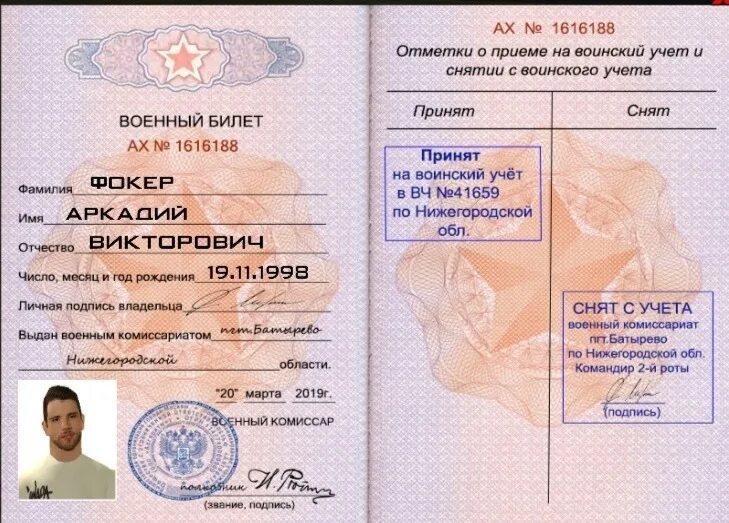 ВОЕННЫЙ БИЛЕТ
АХ № 1616188
Фамилия ФОКЕР
Имя АРКАДИЙ
Отчество ВИКТОРОВИЧ
Число, месяц и год рождения 19.11.1998
Личная подпись владельца
Выдан военным комиссариатом пгт.Батырево
Нижегородской области.
"20" марта 2019г.
ВОЕННЫЙ КОМИССАР
полковник
(звание, подпись)
АХ № 1616188
Отметки о приеме на воинский учет и
снятии с воинского учета
Принят Снят
Принят
на воинский учёт
в ВЧ №41659
по Нижегородской
обл.
СНЯТ С УЧЕТА
военный комиссариат
пгт.Батырево
по Нижегородской обл.
Командир 2-й роты
(подпись)